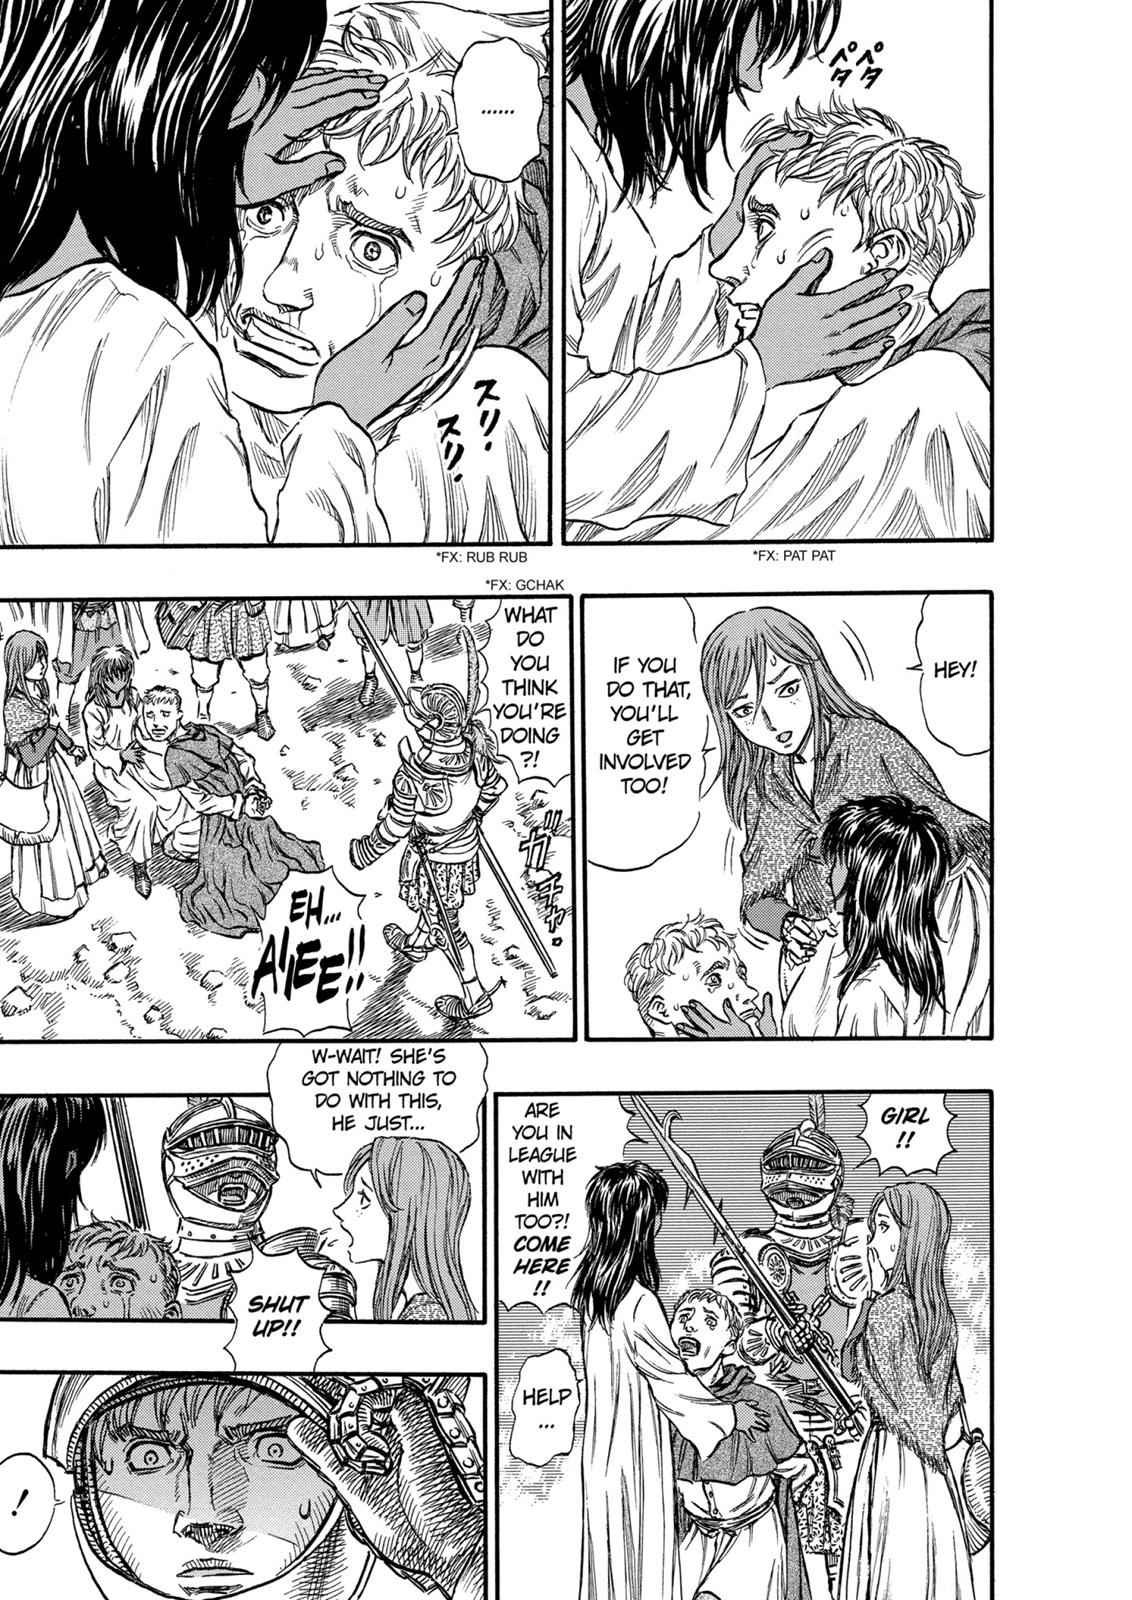 ペタ
ペタ
......
スリ、
スリ、
*FX: PAT PAT
*FX: RUB RUB
*FX: GCHAK
HEY!
IF YOU
DO THAT,
YOU'LL
GET
INVOLVED
TOO!
WHAT
DO
YOU
THINK
YOU'RE
DOING
?!
ガチャ。
EH...
AIEE!!
GIRL
!!
ARE
YOU IN
LEAGUE
WITH
HIM
TOO?!
COME
HERE
!!
HELP
...
W-WAIT! SHE'S
GOT NOTHING TO
DO WITH THIS,
HE JUST...
SHUT
UP!!
!